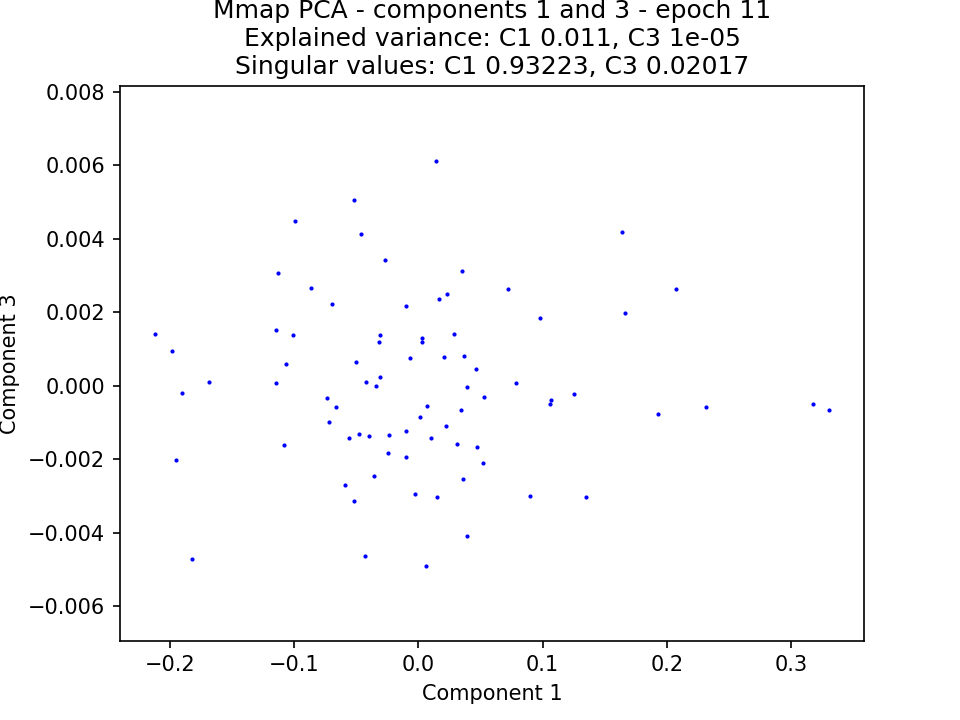 Mmap PCA - components 1 and 3 - epoch 11
Explained variance: C1 0.011, C3 1e-05
Singular values: C1 0.93223, C3 0.02017
0.008
0.006
0.004
0.002
0.000
−0.002
−0.004
−0.006
Component 3
−0.2
−0.1
0.0
0.1
0.2
0.3
Component 1